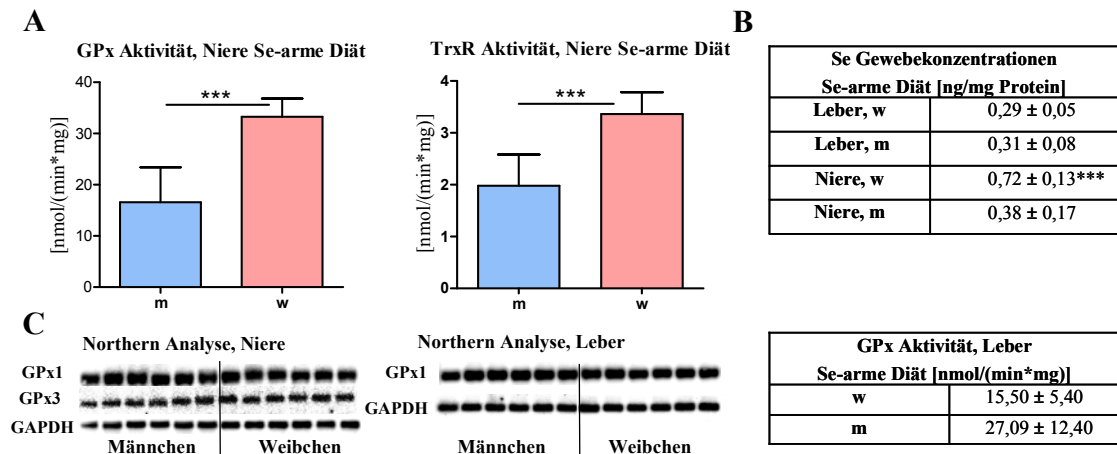 A
GPx Aktivität, Niere Se-arme Diät
[nmol/(min*mg)]
40
30
20
10
0
***
m
w
TrxR Aktivität, Niere Se-arme Diät
[nmol/(min*mg)]
4
3
2
1
0
***
m
w
B
Se Gewebekonzentrationen
Se-arme Diät [ng/mg Protein]
Leber, w 0,29 ± 0,05
Leber, m 0,31 ± 0,08
Niere, w 0,72 ± 0,13***
Niere, m 0,38 ± 0,17
C
Northern Analyse, Niere
GPx1
GPx3
GAPDH
Männchen Weibchen
Northern Analyse, Leber
GPx1
GAPDH
Männchen Weibchen
GPx Aktivität, Leber
Se-arme Diät [nmol/(min*mg]
w 15,50 ± 5,40
m 27,09 ± 12,40